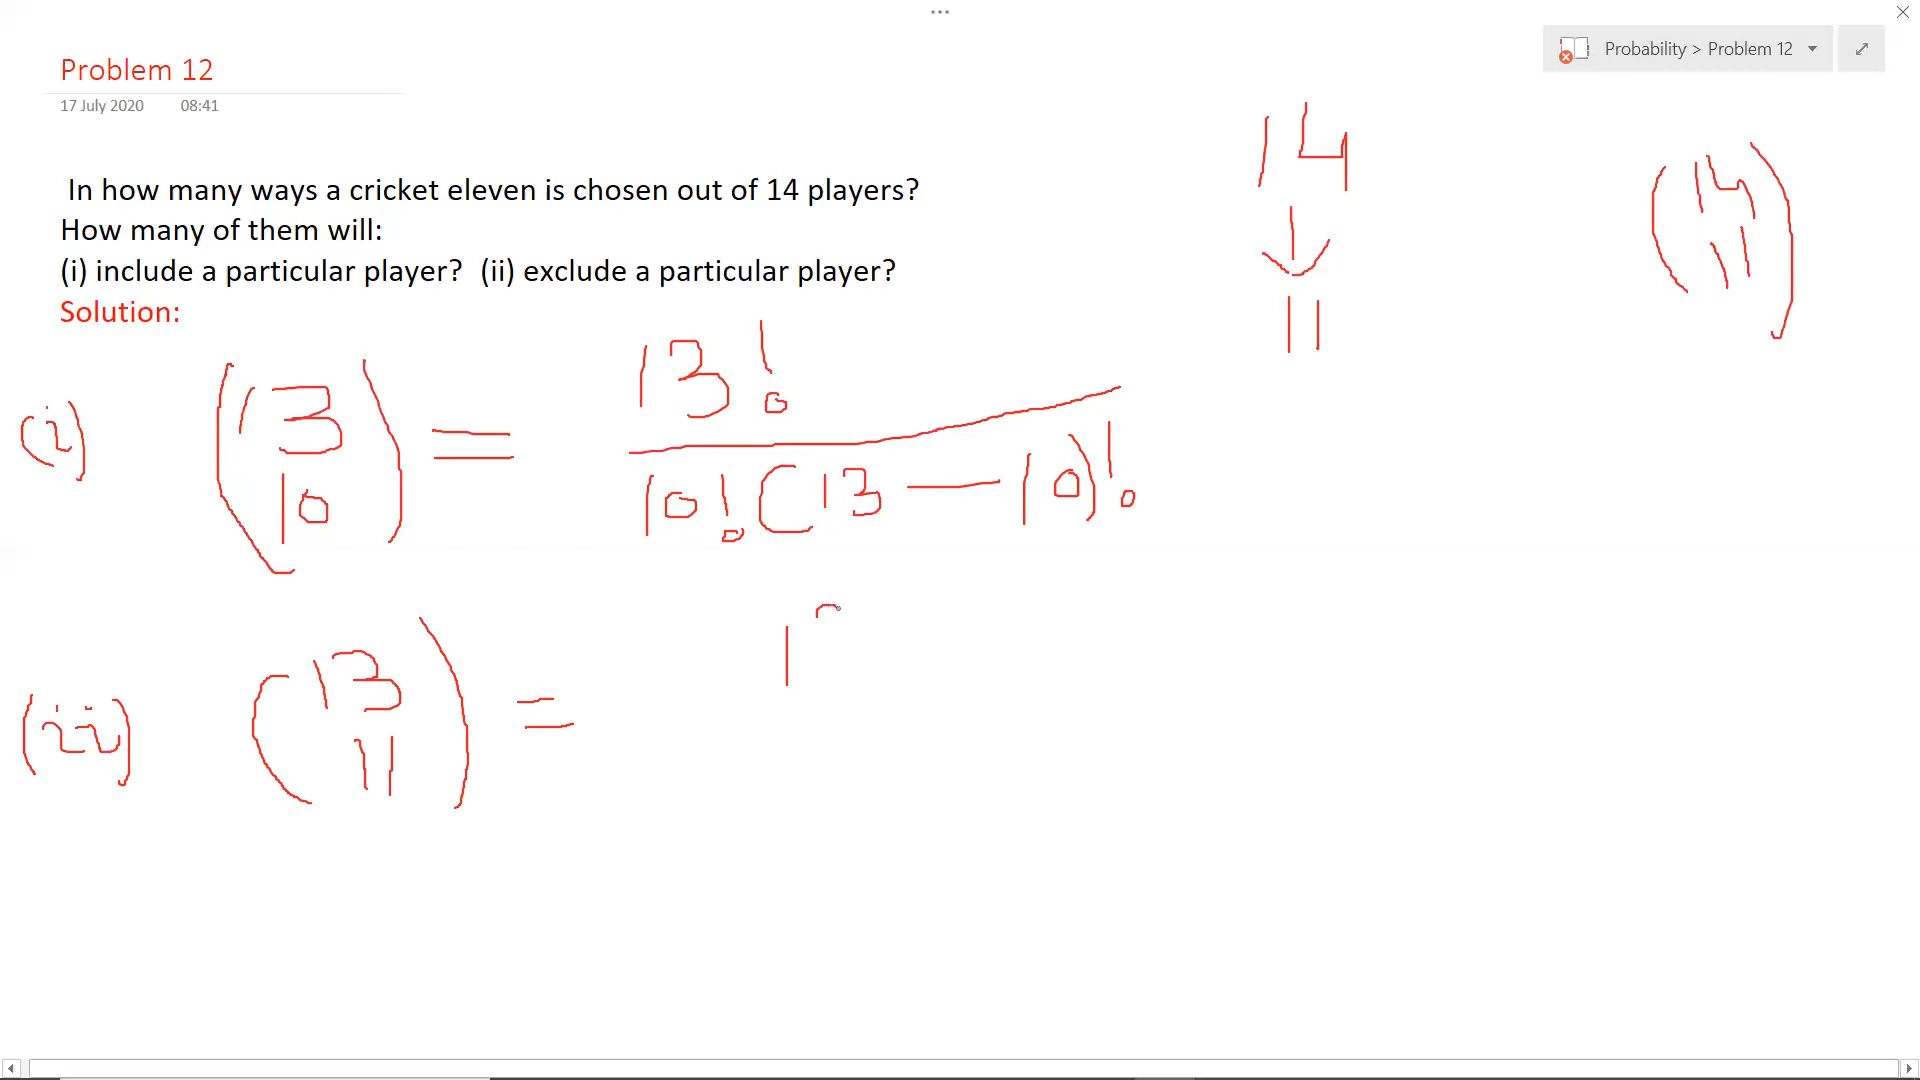 Probability > Problem 12
Problem 12
17 July 2020 08:41
14
↓
11
(14
11)
In how many ways a cricket eleven is chosen out of 14 players?
How many of them will:
(i) include a particular player? (ii) exclude a particular player?
Solution:
(i) (13
10) = 13!
10! (13 — 10)!
(ii) (13
11) = 1